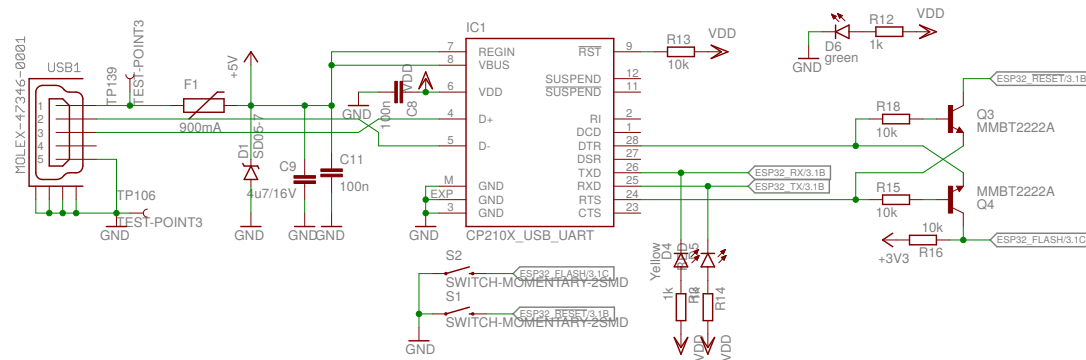 MOLEX-47346-0001
USB1
1
2
3
4
5
TP139
TEST-POINT3
F1
900mA
+5V
D1
SD05-7
C9
4u7/16V
C11
100n
GND
GND
GND
TP106
TEST-POINT3
GND
GND
100n
C8
VDD
IC1
7 REGIN
8 VBUS
6 VDD
4 D+
5 D-
M GND
EXP GND
3 GND
GND
CP210X_USB_UART
RST 9
SUSPEND 12
SUSPEND 11
RI 2
DCD 1
DTR 28
DSR 27
TXD 26
RXD 25
RTS 24
CTS 23
R13
10k
VDD
D6
green
GND
R12
1k
VDD
ESP32_RESET/3.1B
R18
10k
Q3
MMBT2222A
ESP32_RX/3.1B
ESP32_TX/3.1B
R15
10k
MMBT2222A
Q4
10k
R16
+3V3
ESP32_FLASH/3.1C
Yellow
D4
D5
1k
R14
VDD
VDD
S2
ESP32_FLASH/3.1C
SWITCH-MOMENTARY-2SMD
S1
ESP32_RESET/3.1B
SWITCH-MOMENTARY-2SMD
GND